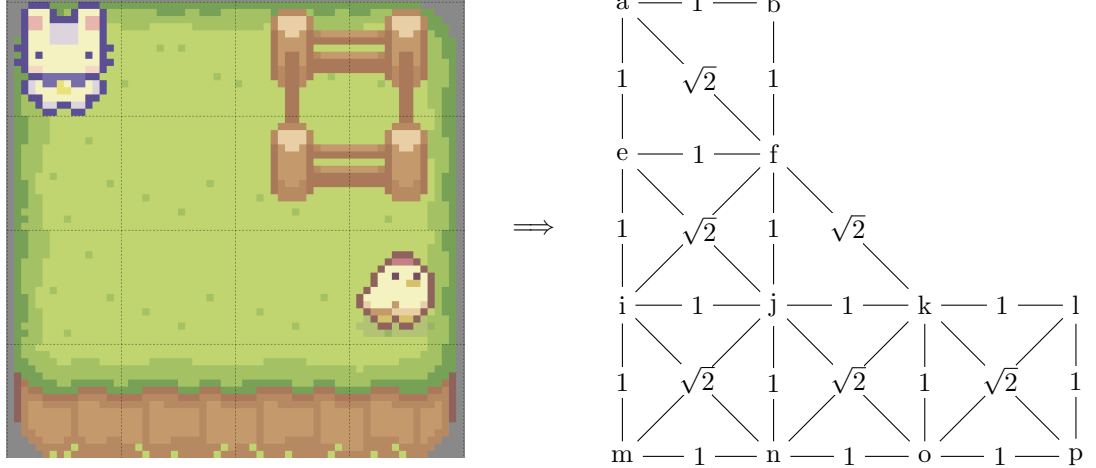 a 1 b
1 √2 1
e 1 f
1 √2 1 √2
⟹
i 1 j 1 k 1 l
1 √2 1 √2 1 √2 1
m 1 n 1 o 1 p